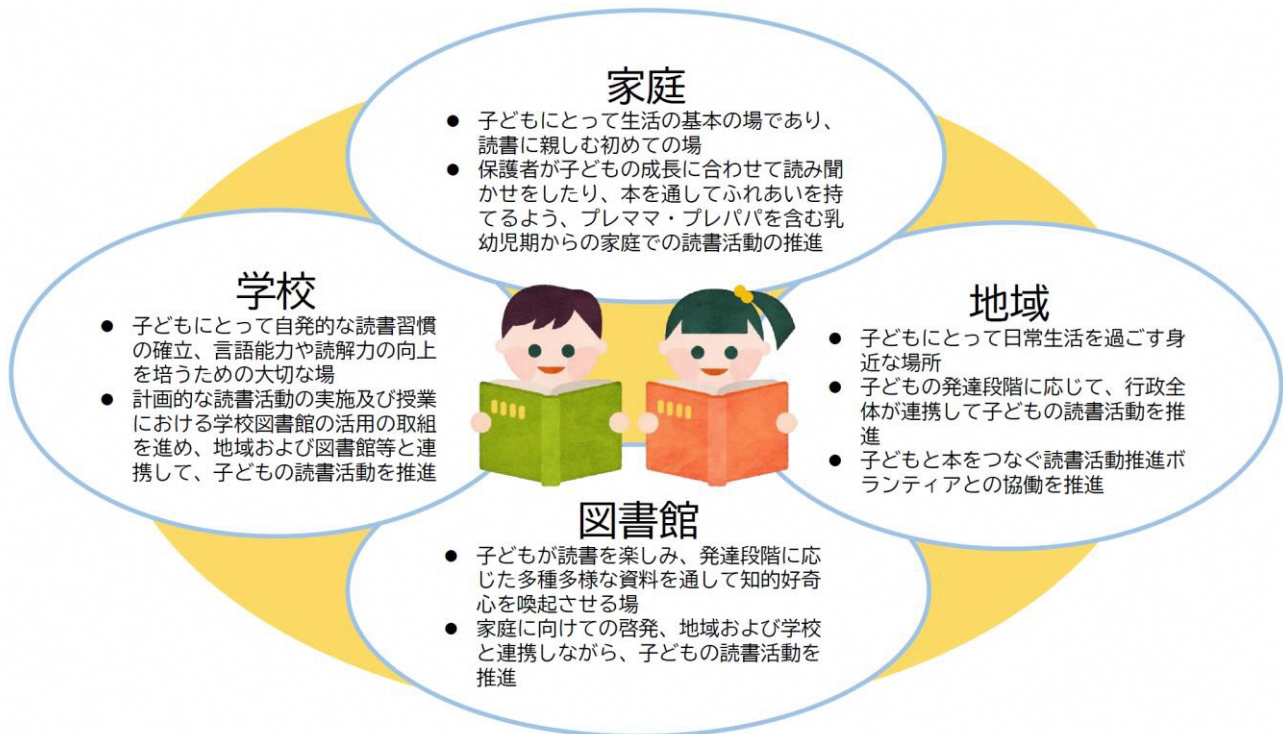 家庭
● 子どもにとって生活の基本の場であり、
読書に親しむ初めての場
● 保護者が子どもの成長に合わせて読み聞
かせをしたり、本を通してふれあいを持
てるよう、プレママ・プレパパを含む乳
幼児期からの家庭での読書活動の推進
学校
● 子どもにとって自発的な読書習慣
の確立、言語能力や読解力の向上
を培うための大切な場
● 計画的な読書活動の実施及び授業
における学校図書館の活用の取組
を進め、地域および図書館等と連
携して、子どもの読書活動を推進
地域
● 子どもにとって日常生活を過ごす身
近な場所
● 子どもの発達段階に応じて、行政全
体が連携して子どもの読書活動を推
進
● 子どもと本をつなぐ読書活動推進ボ
ランティアとの協働を推進
図書館
● 子どもが読書を楽しみ、発達段階に応
じた多種多様な資料を通して知的好奇
心を喚起させる場
● 家庭に向けての啓発、地域および学校
と連携しながら、子どもの読書活動を
推進